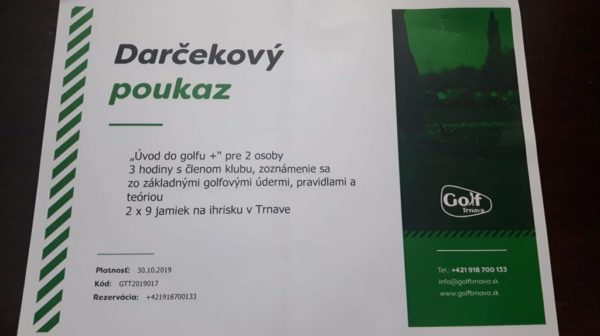 Darčekový
poukaz
„Úvod do golfu +“ pre 2 osoby
3 hodiny s členom klubu, zoznámenie sa
zo základnými golfovými údermi, pravidlami a
teóriou
2 x 9 jamiek na ihrisku v Trnave
Platnosť: 30.10.2019
Kód: GTT2019017
Rezervácia: +421918700133
Golf
Trnava
Tel.: +421 918 700 133
info@golftrnava.sk
www.golftrnava.sk